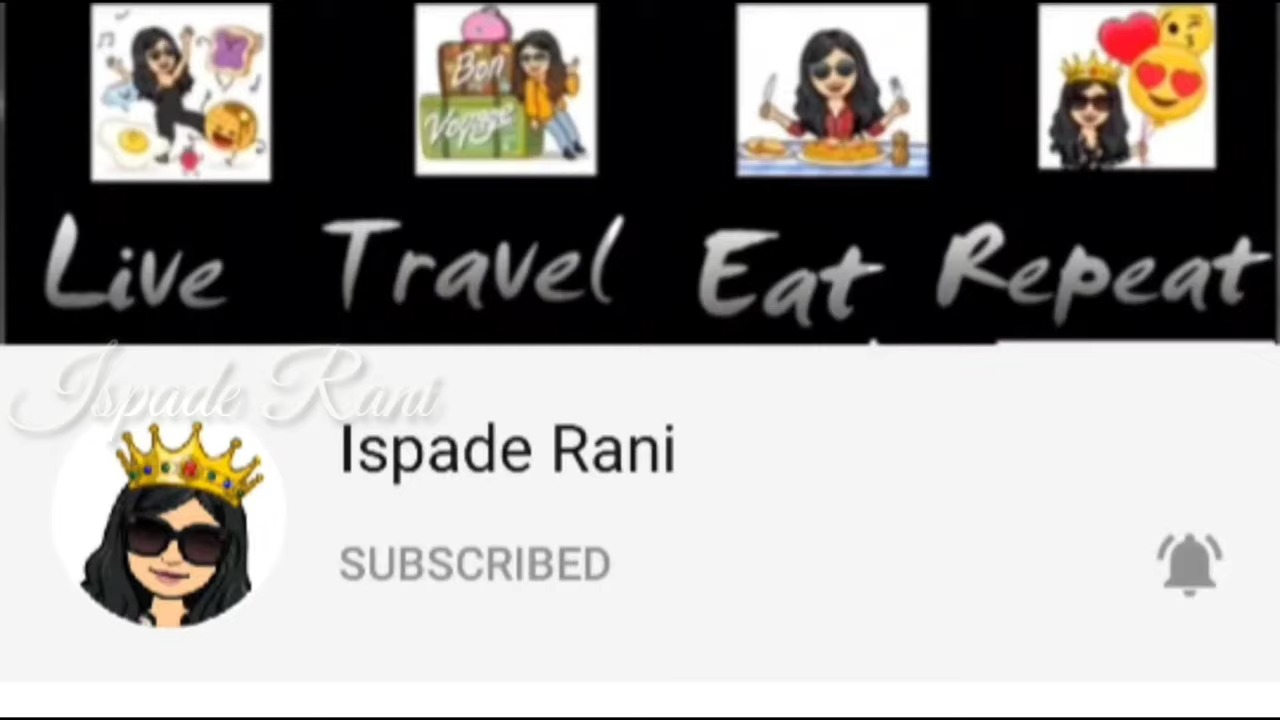 Bon
Voyage
Live Travel Eat Repeat
Ispade Rani
Ispade Rani
SUBSCRIBED